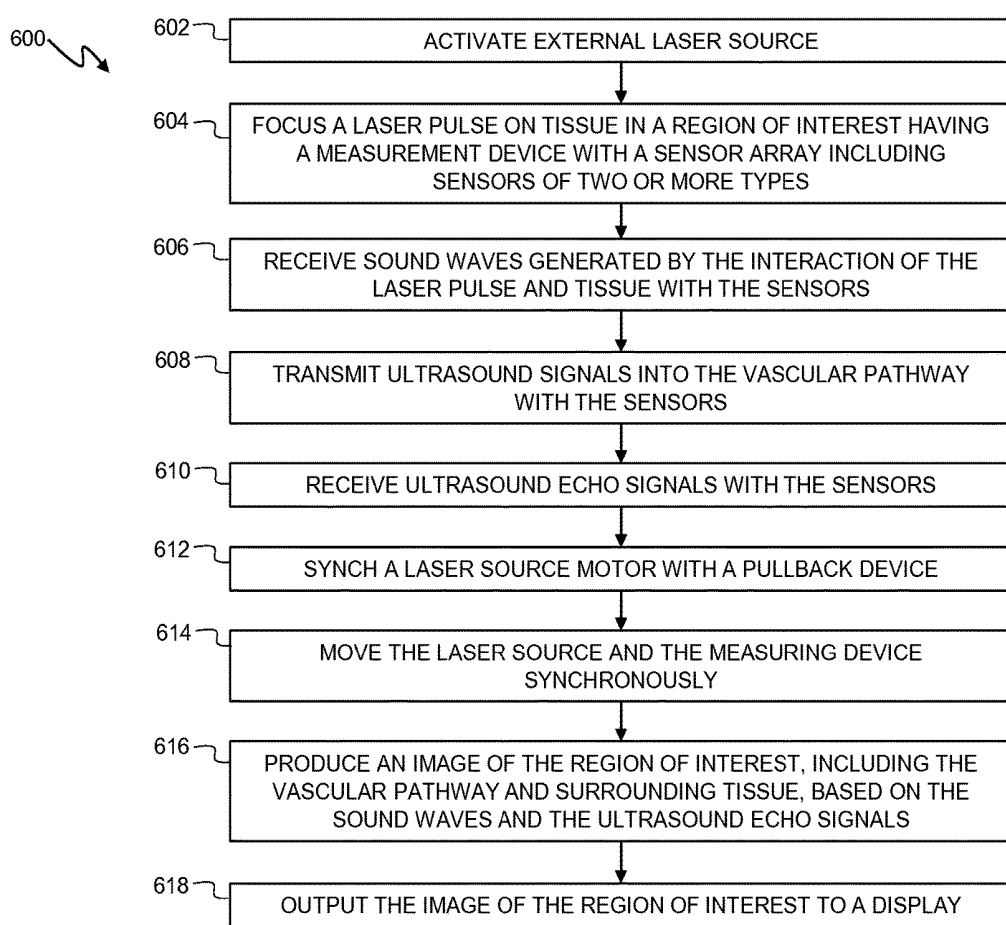 600
602
ACTIVATE EXTERNAL LASER SOURCE
604
FOCUS A LASER PULSE ON TISSUE IN A REGION OF INTEREST HAVING
A MEASUREMENT DEVICE WITH A SENSOR ARRAY INCLUDING
SENSORS OF TWO OR MORE TYPES
606
RECEIVE SOUND WAVES GENERATED BY THE INTERACTION OF THE
LASER PULSE AND TISSUE WITH THE SENSORS
608
TRANSMIT ULTRASOUND SIGNALS INTO THE VASCULAR PATHWAY
WITH THE SENSORS
610
RECEIVE ULTRASOUND ECHO SIGNALS WITH THE SENSORS
612
SYNCH A LASER SOURCE MOTOR WITH A PULLBACK DEVICE
614
MOVE THE LASER SOURCE AND THE MEASURING DEVICE
SYNCHRONOUSLY
616
PRODUCE AN IMAGE OF THE REGION OF INTEREST, INCLUDING THE
VASCULAR PATHWAY AND SURROUNDING TISSUE, BASED ON THE
SOUND WAVES AND THE ULTRASOUND ECHO SIGNALS
618
OUTPUT THE IMAGE OF THE REGION OF INTEREST TO A DISPLAY